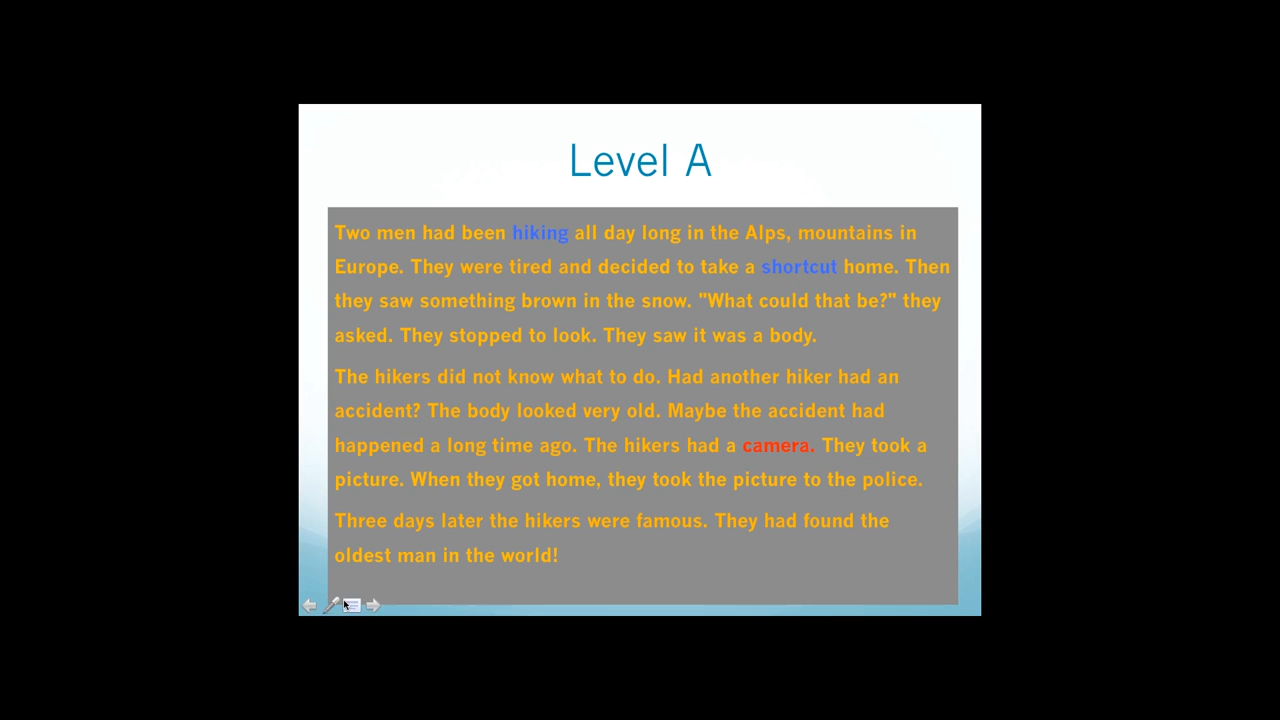 Level A
Two men had been hiking all day long in the Alps, mountains in
Europe. They were tired and decided to take a shortcut home. Then
they saw something brown in the snow. "What could that be?" they
asked. They stopped to look. They saw it was a body.
The hikers did not know what to do. Had another hiker had an
accident? The body looked very old. Maybe the accident had
happened a long time ago. The hikers had a camera. They took a
picture. When they got home, they took the picture to the police.
Three days later the hikers were famous. They had found the
oldest man in the world!